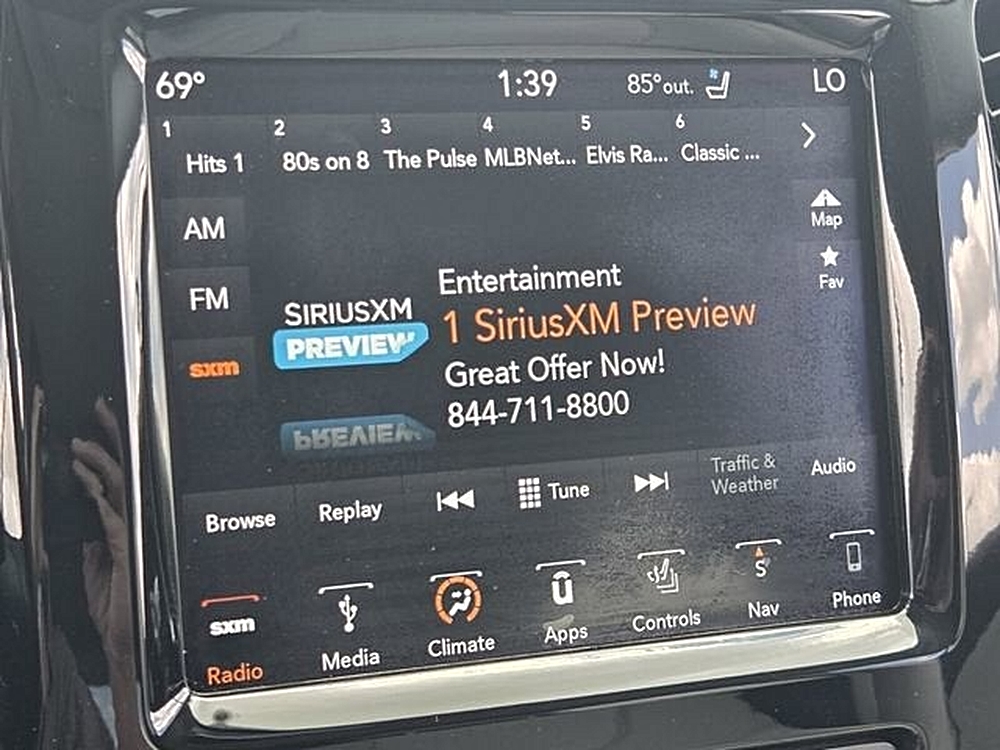 69° 1:39 85°out. LO
1 2 3 4 5 6
Hits 1 80s on 8 The Pulse MLBNet... Elvis Ra... Classic ...
AM
Map
FM
Fav
sxm
SIRIUSXM
PREVIEW
Entertainment
1 SiriusXM Preview
Great Offer Now!
844-711-8800
Browse Replay Tune Traffic & Weather Audio
sxm
S
Radio Media Climate Apps Controls Nav Phone